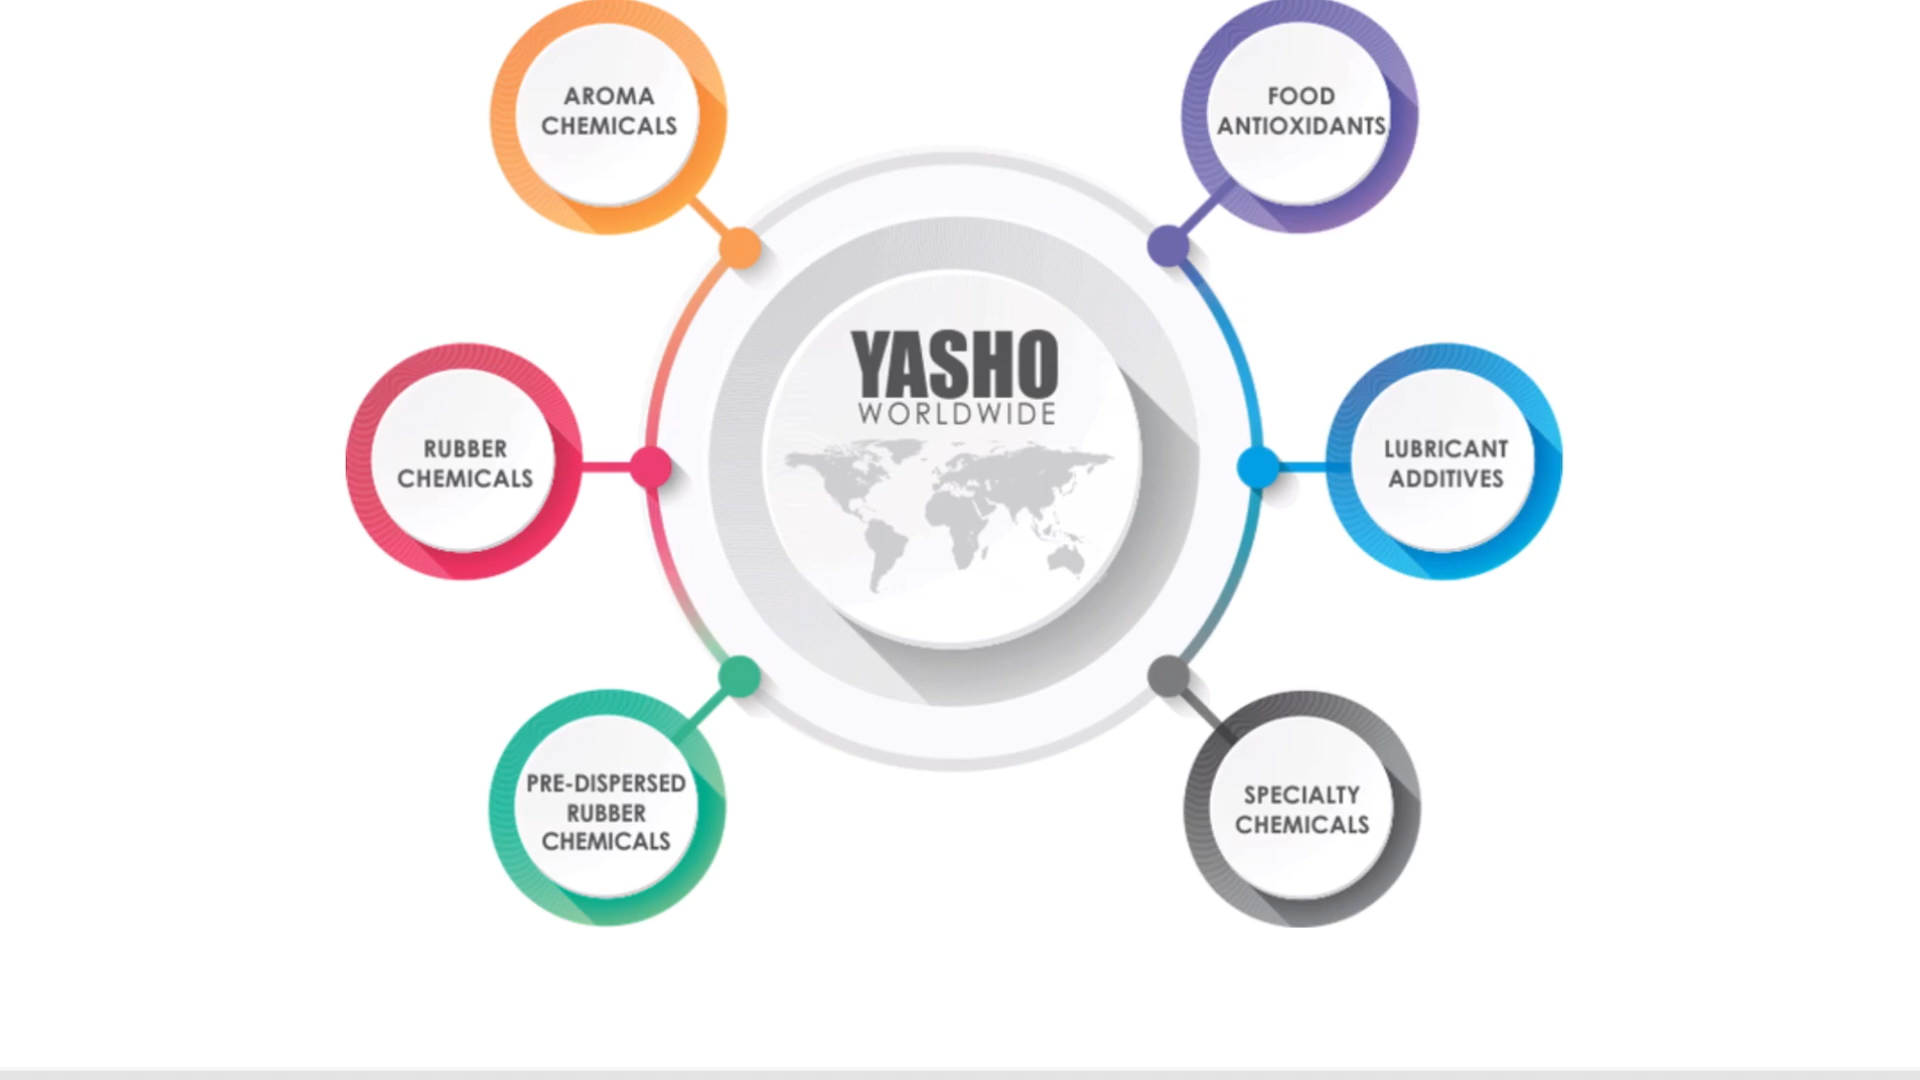 AROMA
CHEMICALS
FOOD
ANTIOXIDANTS
YASHO
WORLDWIDE
RUBBER
CHEMICALS
LUBRICANT
ADDITIVES
PRE-DISPERSED
RUBBER
CHEMICALS
SPECIALTY
CHEMICALS